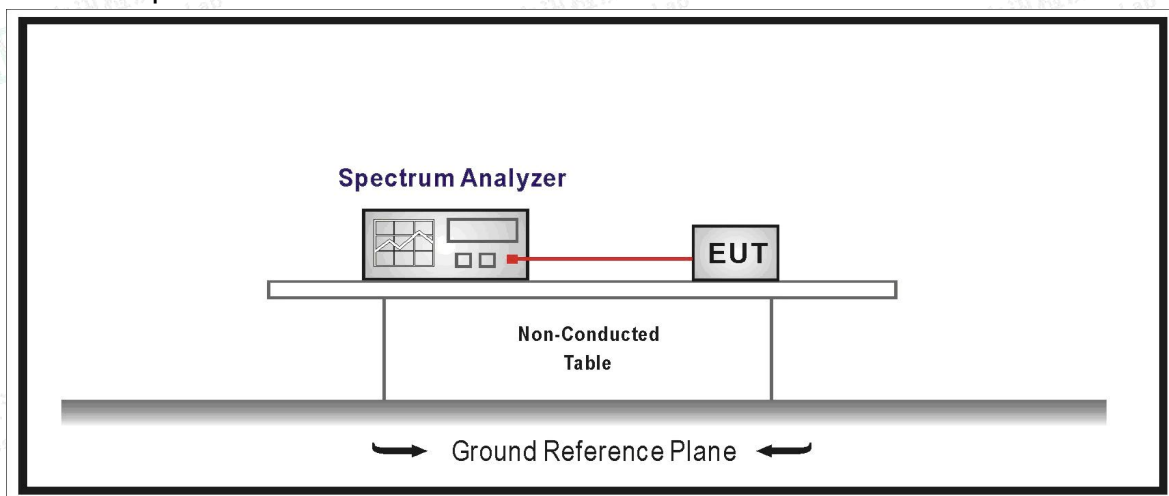 Spectrum Analyzer
EUT
Non-Conducted
Table
Ground Reference Plane